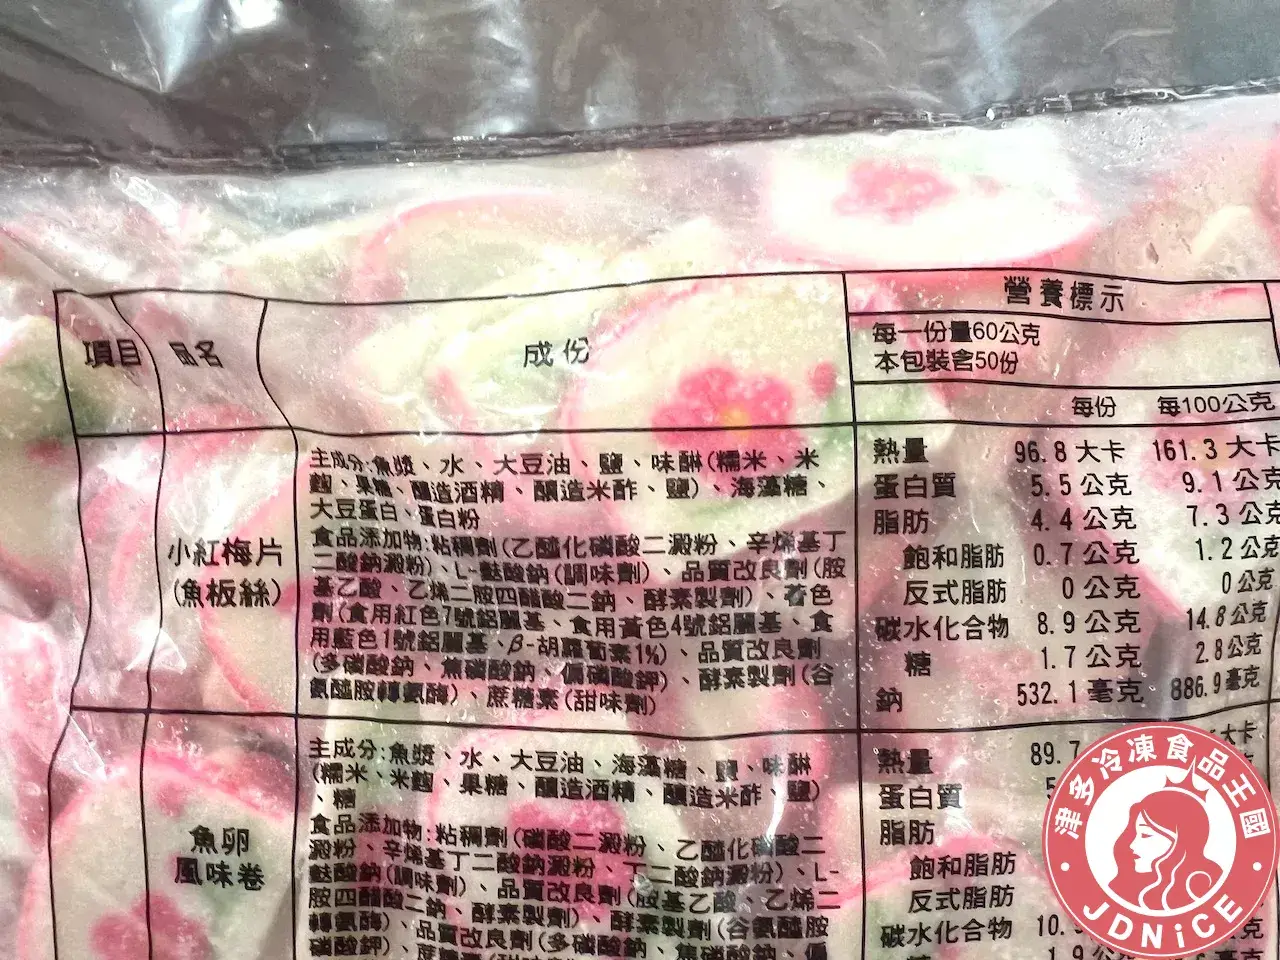 項目 品名 成份 營養標示
每一份量60公克
本包裝含50份
每份 每100公克
小紅梅片
(魚板絲)
主成分:魚漿、水、大豆油、鹽、味醂(糯米、米
麴、果糖、釀造酒精、釀造米酢、鹽)、海藻糖、
大豆蛋白、蛋白粉
食品添加物:粘稠劑(乙醯化磷酸二澱粉、辛烯基丁
二酸鈉澱粉)、L-麩酸鈉(調味劑)、品質改良劑(胺
基乙酸、乙烯二胺四醋酸二鈉、酵素製劑)、着色
劑(食用紅色7號鋁麗基、食用黃色4號鋁麗基、食
用藍色1號鋁麗基、β-胡蘿蔔素1%)、品質改良劑
(多磷酸鈉、焦磷酸鈉、偏磷酸鉀)、酵素製劑(谷
氨醯胺轉氨酶)、蔗糖素(甜味劑)
熱量 96.8大卡 161.3大卡
蛋白質 5.5公克 9.1公克
脂肪 4.4公克 7.3公克
飽和脂肪 0.7公克 1.2公克
反式脂肪 0公克 0公克
碳水化合物 8.9公克 14.8公克
糖 1.7公克 2.8公克
鈉 532.1毫克 886.9毫克
魚卵
風味卷
主成分:魚漿、水、大豆油、海藻糖、鹽、味醂
(糯米、米麴、果糖、釀造酒精、釀造米酢、鹽)
、糖
食品添加物:粘稠劑(磷酸二澱粉、乙醯化磷酸二
澱粉、辛烯基丁二酸鈉澱粉、丁二酸鈉澱粉)、L-
麩酸鈉(調味劑)、品質改良劑(胺基乙酸、乙烯二
胺四醋酸二鈉、酵素製劑)、酵素製劑(谷氨醯胺
轉氨酶)、品質改良劑(多磷酸鈉、焦磷酸鈉、偏
磷酸鉀)、蔗糖素(甜味劑)
熱量 89.7 大卡
蛋白質
脂肪
飽和脂肪
反式脂肪
碳水化合物 10.
糖 1.9公克
津多冷凍食品王國
JDNiCE